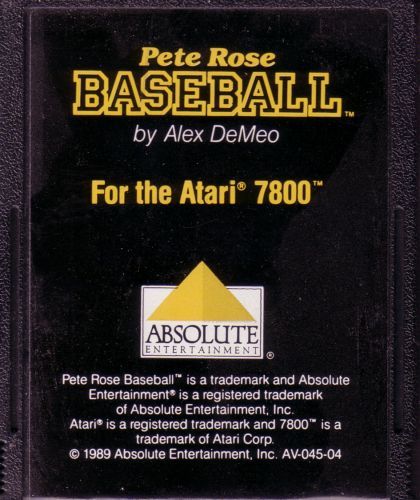 Pete Rose
BASEBALL™
by Alex DeMeo
For the Atari® 7800™
ABSOLUTE
ENTERTAINMENT®
Pete Rose Baseball™ is a trademark and Absolute
Entertainment® is a registered trademark
of Absolute Entertainment, Inc.
Atari® is a registered trademark and 7800™ is a
trademark of Atari Corp.
© 1989 Absolute Entertainment, Inc. AV-045-04